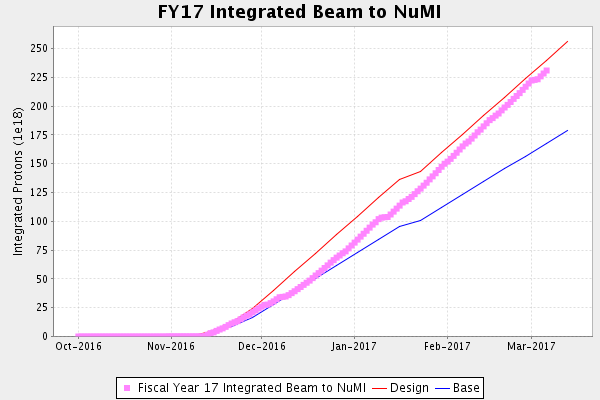 FY17 Integrated Beam to NuMI
Integrated Protons (1e18)
250
225
200
175
150
125
100
75
50
25
0
Oct-2016 Nov-2016 Dec-2016 Jan-2017 Feb-2017 Mar-2017
Fiscal Year 17 Integrated Beam to NuMI Design Base